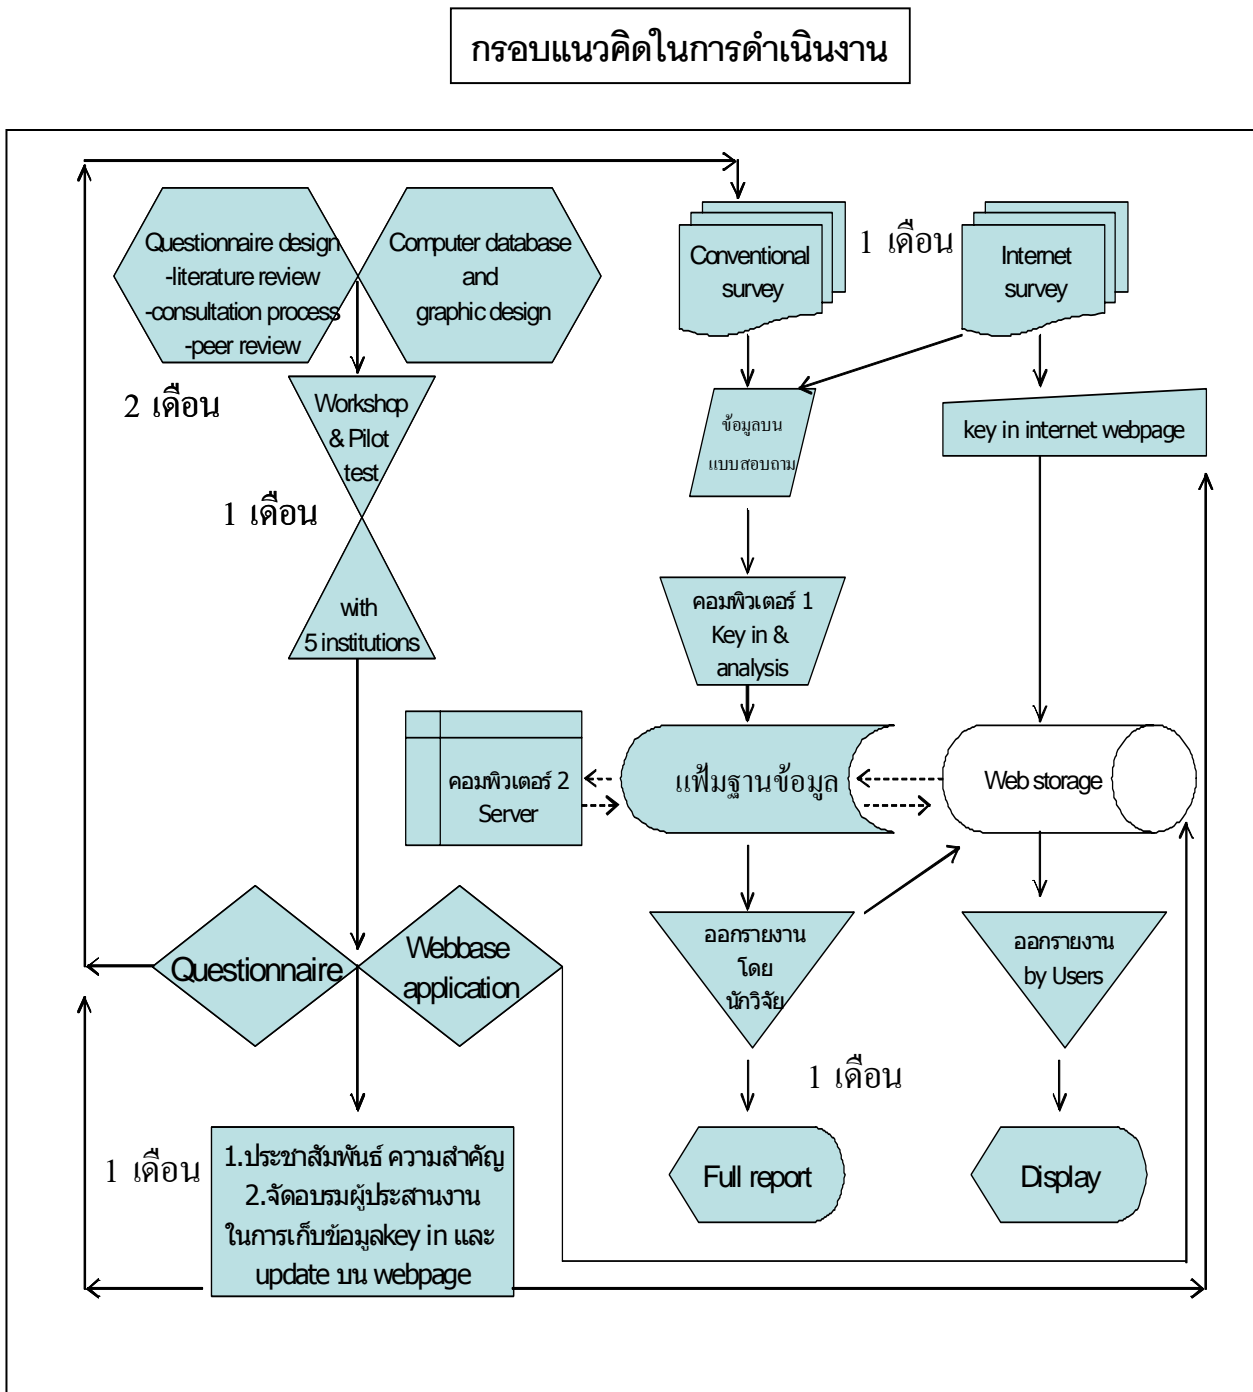 กรอบแนวคิดในการดำเนินงาน
Questionnaire design
-literature review
-consultation process
-peer review
Computer database
and
graphic design
2 เดือน
Workshop
& Pilot
test
1 เดือน
with
5 institutions
Conventional
survey
1 เดือน
Internet
survey
ข้อมูลบน
แบบสอบถาม
key in internet webpage
คอมพิวเตอร์ 1
Key in &
analysis
คอมพิวเตอร์ 2
Server
แฟ้มฐานข้อมูล
Web storage
Questionnaire
Webbase
application
ออกรายงาน
โดย
นักวิจัย
ออกรายงาน
by Users
1 เดือน
1 เดือน
1.ประชาสัมพันธ์ ความสำคัญ
2.จัดอบรมผู้ประสานงาน
ในการเก็บข้อมูลkey in และ
update บน webpage
Full report
Display